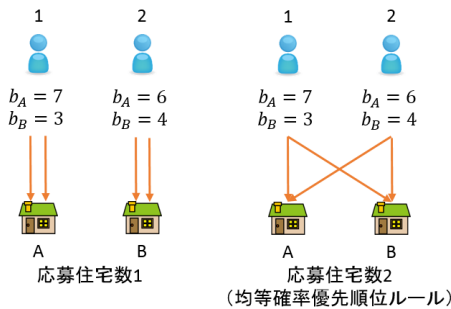 1 2 1 2
b_A = 7 b_A = 6 b_A = 7 b_A = 6
b_B = 3 b_B = 4 b_B = 3 b_B = 4
A B A B
応募住宅数1 応募住宅数2
（均等確率優先順位ルール）